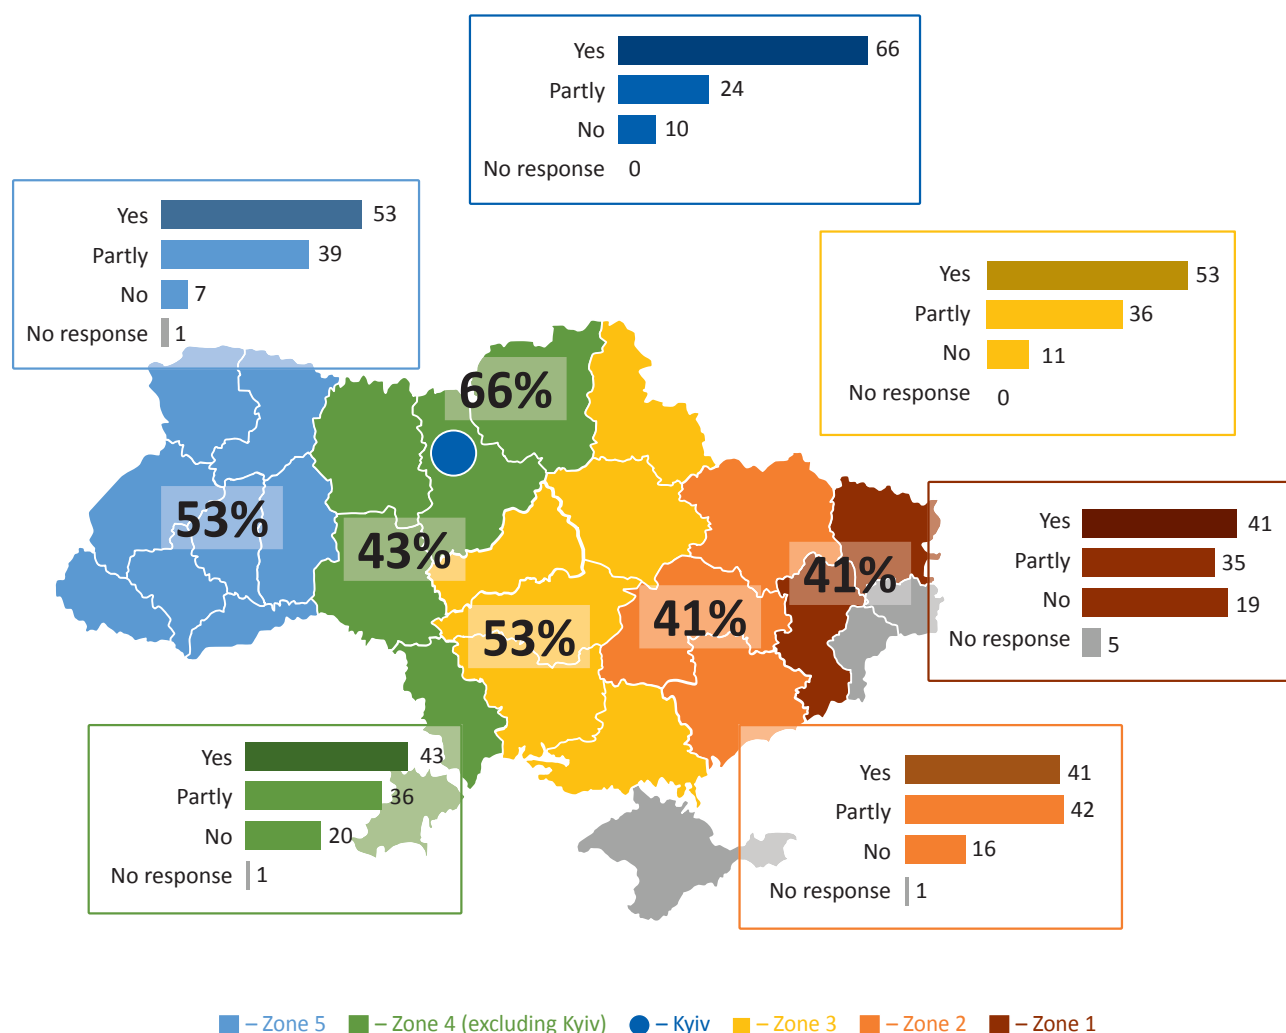 Yes 66
Partly 24
No 10
No response 0
Yes 53
Partly 39
No 7
No response 1
Yes 53
Partly 36
No 11
No response 0
66%
53%
43%
53%
41%
41%
Yes 41
Partly 35
No 19
No response 5
Yes 43
Partly 36
No 20
No response 1
Yes 41
Partly 42
No 16
No response 1
– Zone 5 – Zone 4 (excluding Kyiv) – Kyiv – Zone 3 – Zone 2 – Zone 1